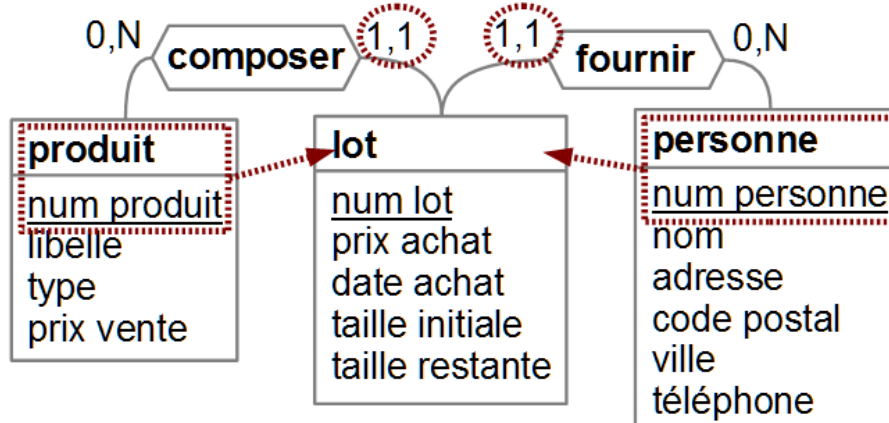 0,N
composer
1,1
1,1
fournir
0,N
produit
num produit
libelle
type
prix vente
lot
num lot
prix achat
date achat
taille initiale
taille restante
personne
num personne
nom
adresse
code postal
ville
téléphone